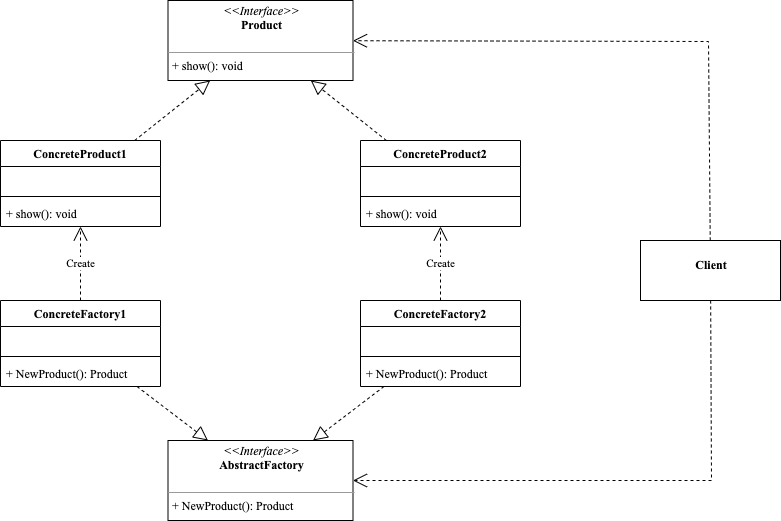 <<Interface>>
Product
+ show(): void
ConcreteProduct1
+ show(): void
ConcreteProduct2
+ show(): void
Create
Create
Client
ConcreteFactory1
+ NewProduct(): Product
ConcreteFactory2
+ NewProduct(): Product
<<Interface>>
AbstractFactory
+ NewProduct(): Product